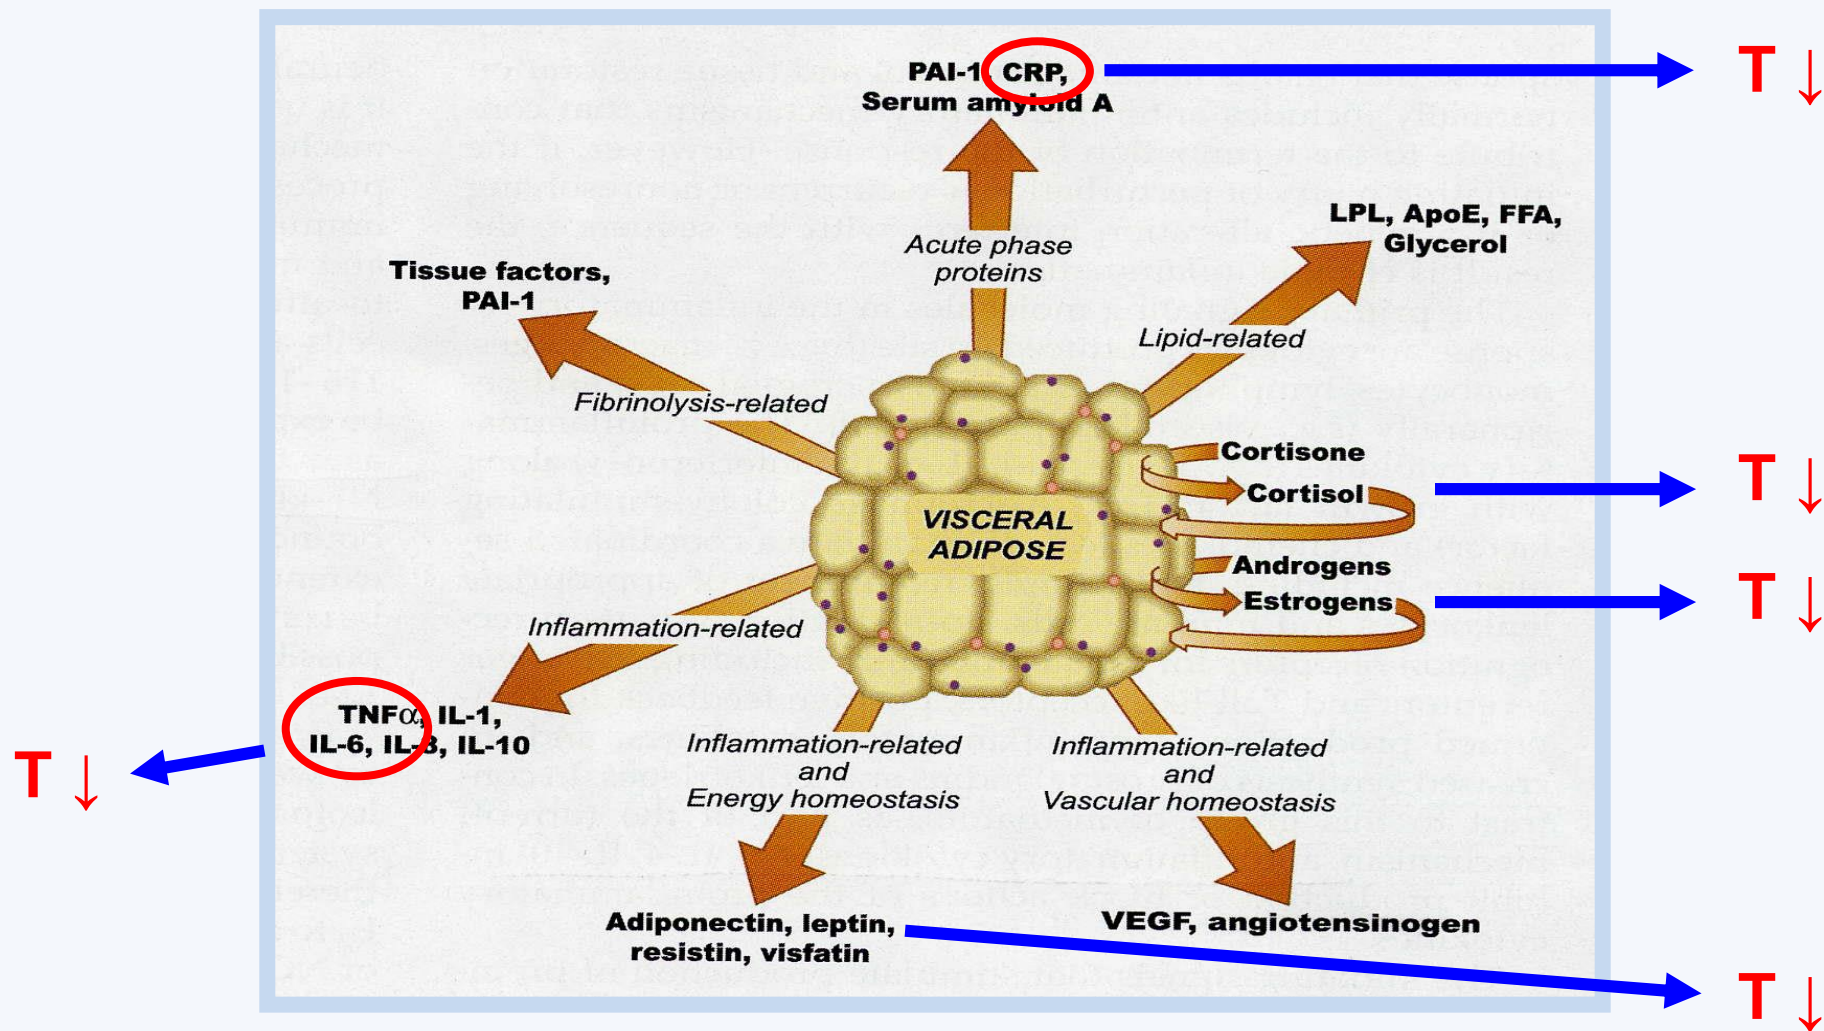 PAI-1, CRP,
Serum amyloid A
T ↓
Acute phase
proteins
LPL, ApoE, FFA,
Glycerol
Lipid-related
Tissue factors,
PAI-1
Fibrinolysis-related
Cortisone
Cortisol
T ↓
VISCERAL
ADIPOSE
Androgens
Estrogens
T ↓
Inflammation-related
TNFα, IL-1,
IL-6, IL-8, IL-10
T ↓
Inflammation-related
and
Energy homeostasis
Inflammation-related
and
Vascular homeostasis
Adiponectin, leptin,
resistin, visfatin
VEGF, angiotensinogen
T ↓